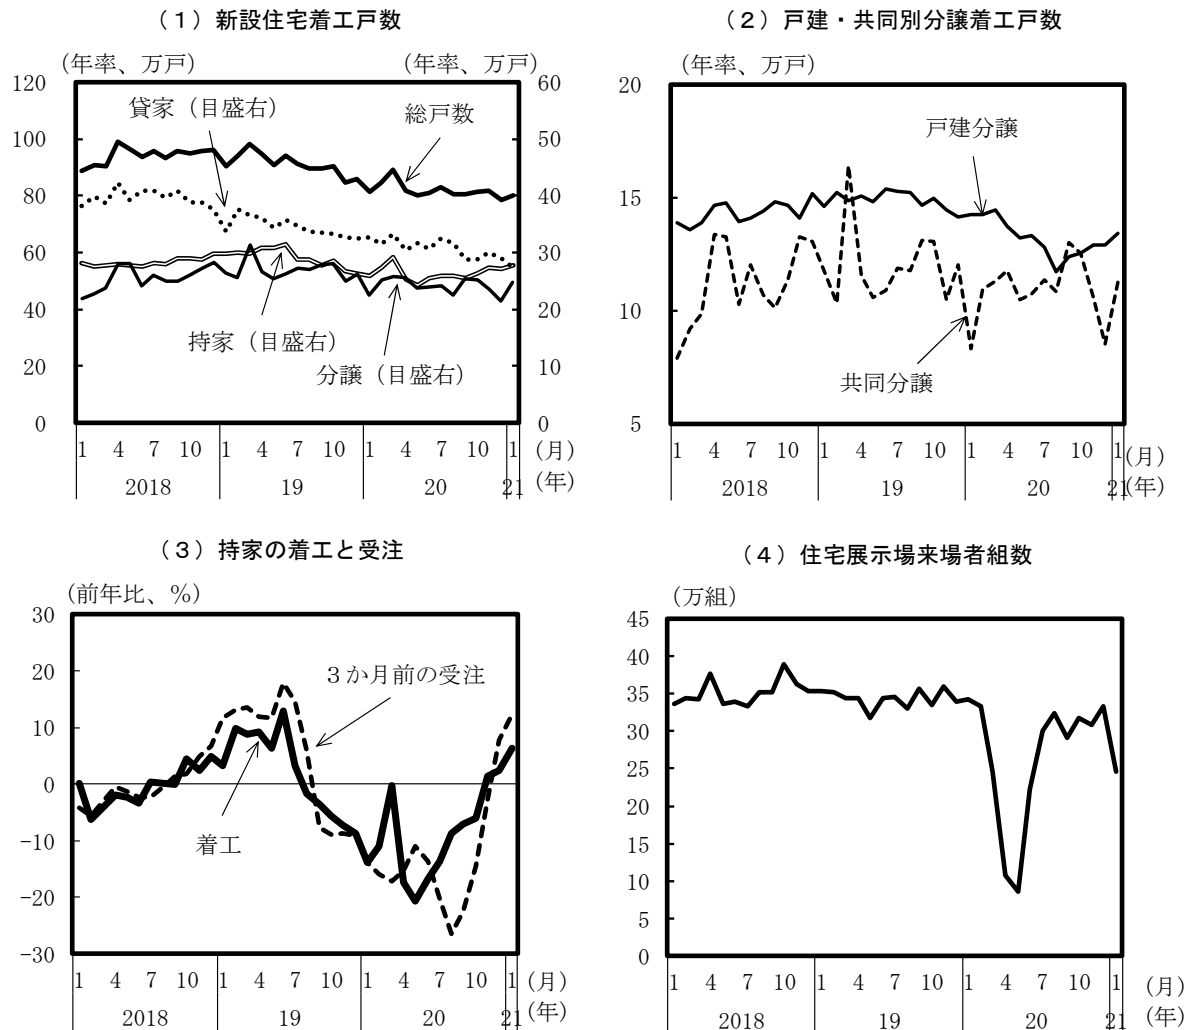 （１）新設住宅着工戸数
（年率、万戸）
（年率、万戸）
120
100
80
60
40
20
0
60
50
40
30
20
10
0
貸家（目盛右）
総戸数
持家（目盛右）
分譲（目盛右）
1 4 7 10 1 4 7 10 1 4 7 10 1 （月）
2018 19 20 21 （年）
（２）戸建・共同別分譲着工戸数
（年率、万戸）
20
15
10
5
戸建分譲
共同分譲
1 4 7 10 1 4 7 10 1 4 7 10 1 （月）
2018 19 20 21 （年）
（３）持家の着工と受注
（前年比、％）
30
20
10
0
−10
−20
−30
３か月前の受注
着工
1 4 7 10 1 4 7 10 1 4 7 10 1 （月）
2018 19 20 21 （年）
（４）住宅展示場来場者組数
（万組）
45
40
35
30
25
20
15
10
5
0
1 4 7 10 1 4 7 10 1 4 7 10 1 （月）
2018 19 20 21 （年）